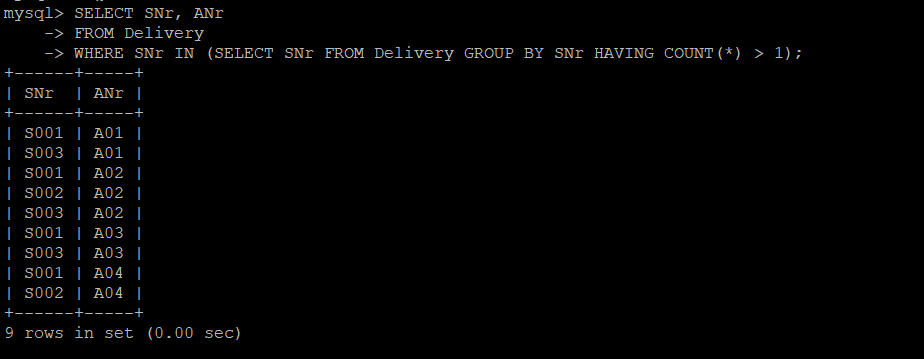 mysql> SELECT SNr, ANr
    -> FROM Delivery
    -> WHERE SNr IN (SELECT SNr FROM Delivery GROUP BY SNr HAVING COUNT(*) > 1);
+------+-----+
| SNr  | ANr |
+------+-----+
| S001 | A01 |
| S003 | A01 |
| S001 | A02 |
| S002 | A02 |
| S003 | A02 |
| S001 | A03 |
| S003 | A03 |
| S001 | A04 |
| S002 | A04 |
+------+-----+
9 rows in set (0.00 sec)